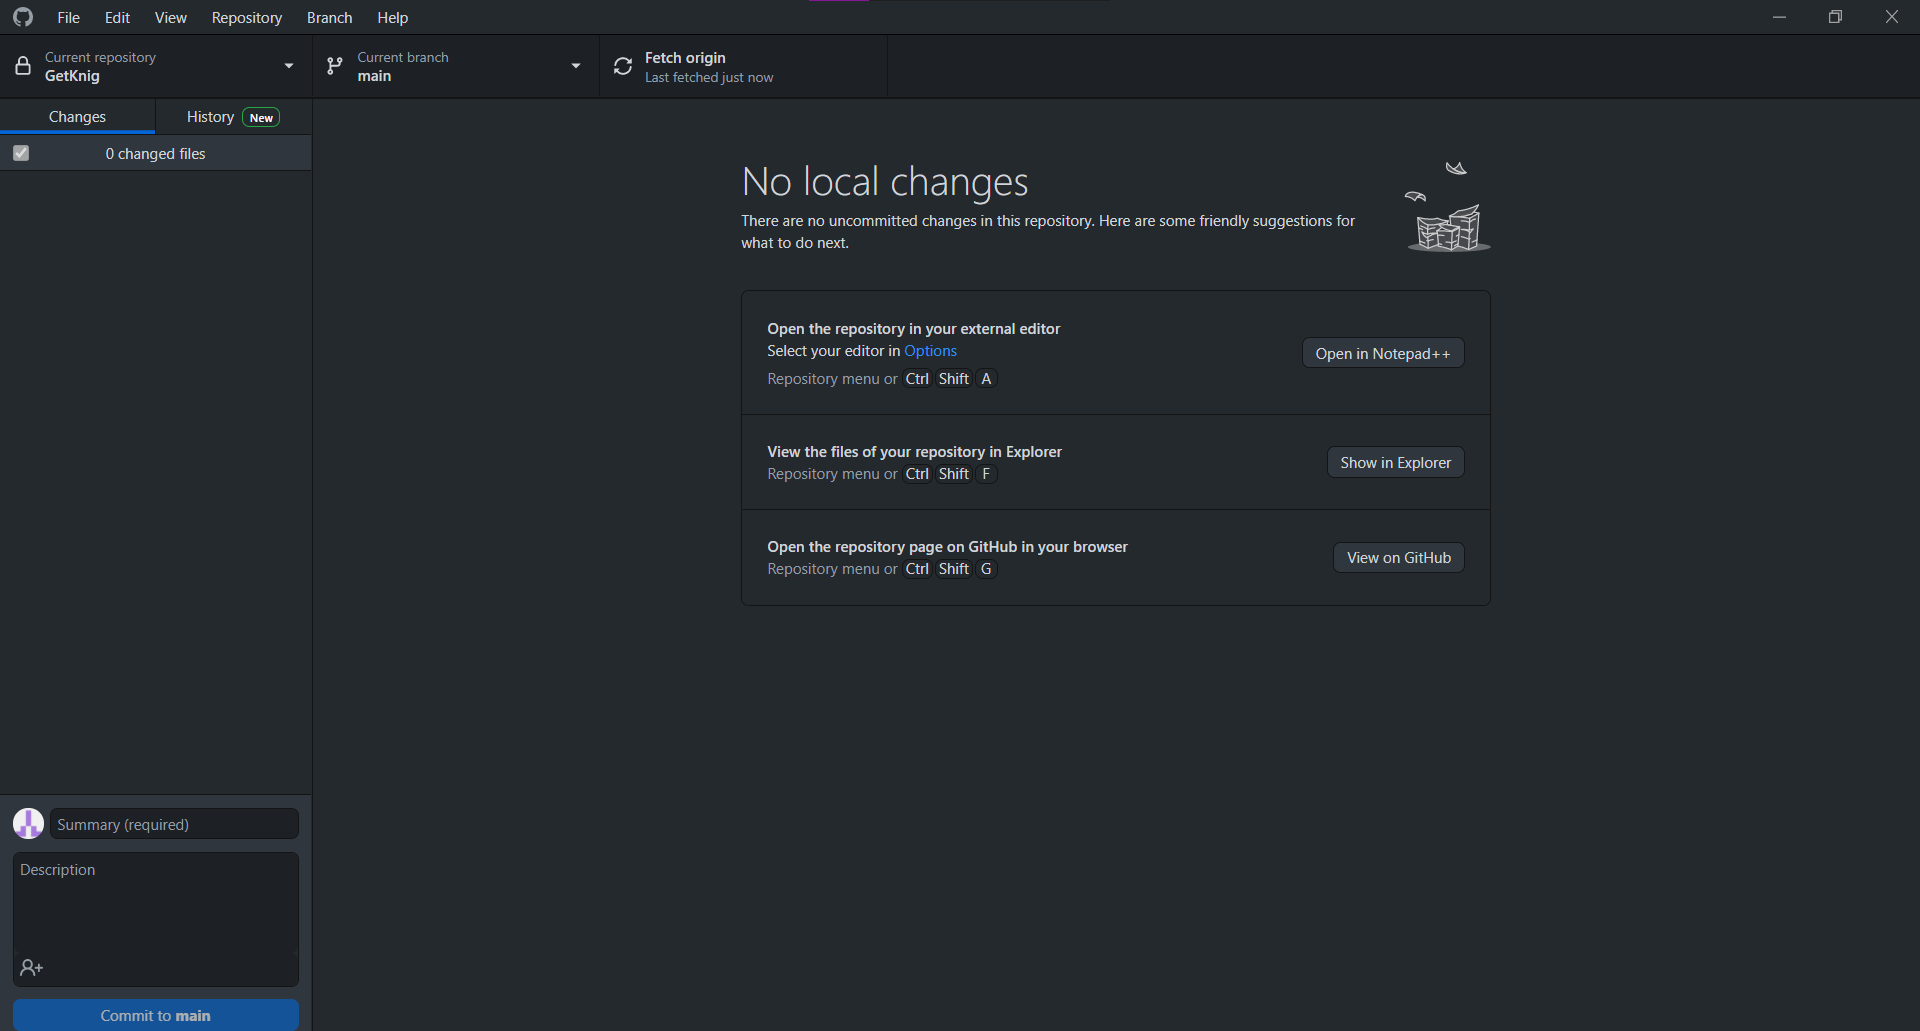 File Edit View Repository Branch Help
Current repository
GetKnig
Current branch
main
Fetch origin
Last fetched just now
Changes
History New
0 changed files
No local changes
There are no uncommitted changes in this repository. Here are some friendly suggestions for
what to do next.
Open the repository in your external editor
Select your editor in Options
Repository menu or Ctrl Shift A
Open in Notepad++
View the files of your repository in Explorer
Repository menu or Ctrl Shift F
Show in Explorer
Open the repository page on GitHub in your browser
Repository menu or Ctrl Shift G
View on GitHub
Summary (required)
Description
Commit to main